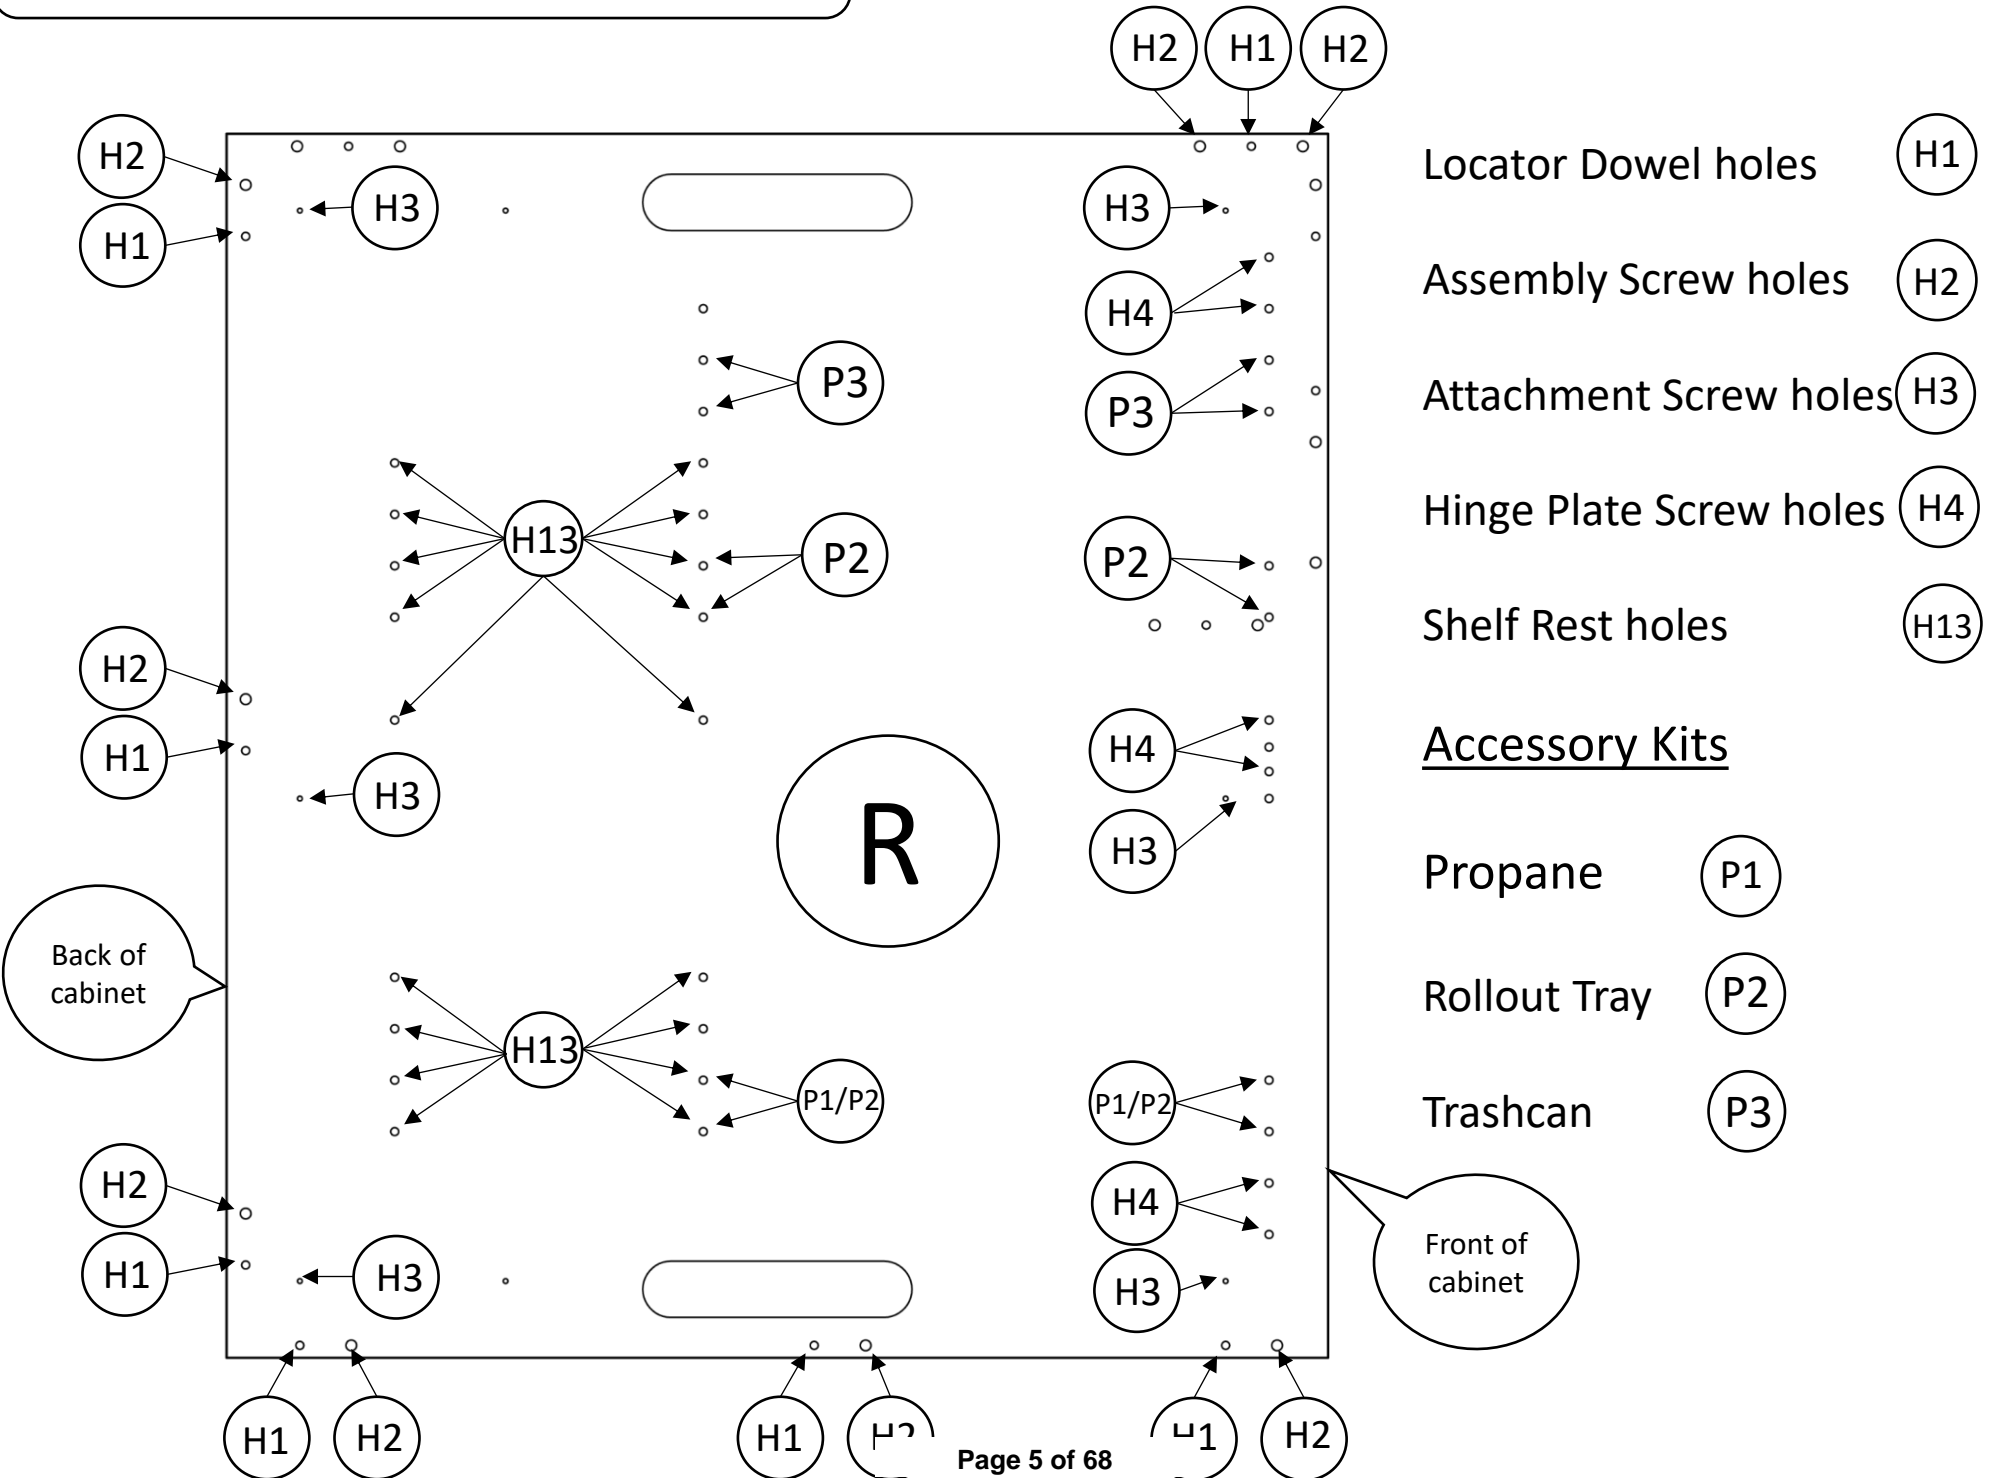 H2 H1 H2
H2
H1
H3
H3
H4
P3
P3
H13
P2
P2
H2
H1
H3
H4
H3
R
Back of
cabinet
H13
P1/P2
P1/P2
H2
H1
H3
H4
H3
Front of
cabinet
H1 H2 H1 H1 H2
Locator Dowel holes H1
Assembly Screw holes H2
Attachment Screw holes H3
Hinge Plate Screw holes H4
Shelf Rest holes H13
Accessory Kits
Propane P1
Rollout Tray P2
Trashcan P3
Page 5 of 68